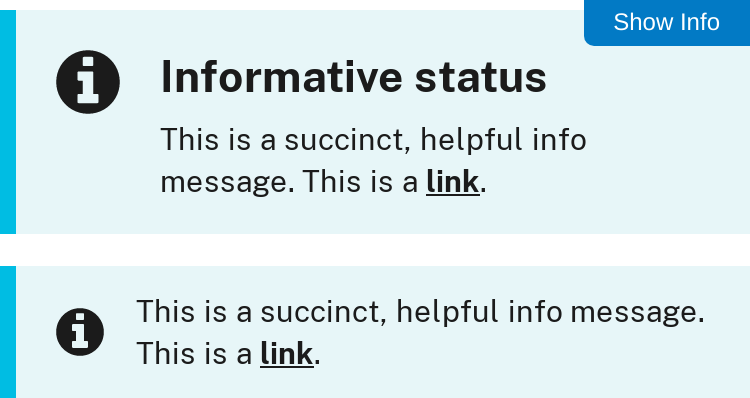 Show Info
Informative status
This is a succinct, helpful info
message. This is a link.
This is a succinct, helpful info message.
This is a link.